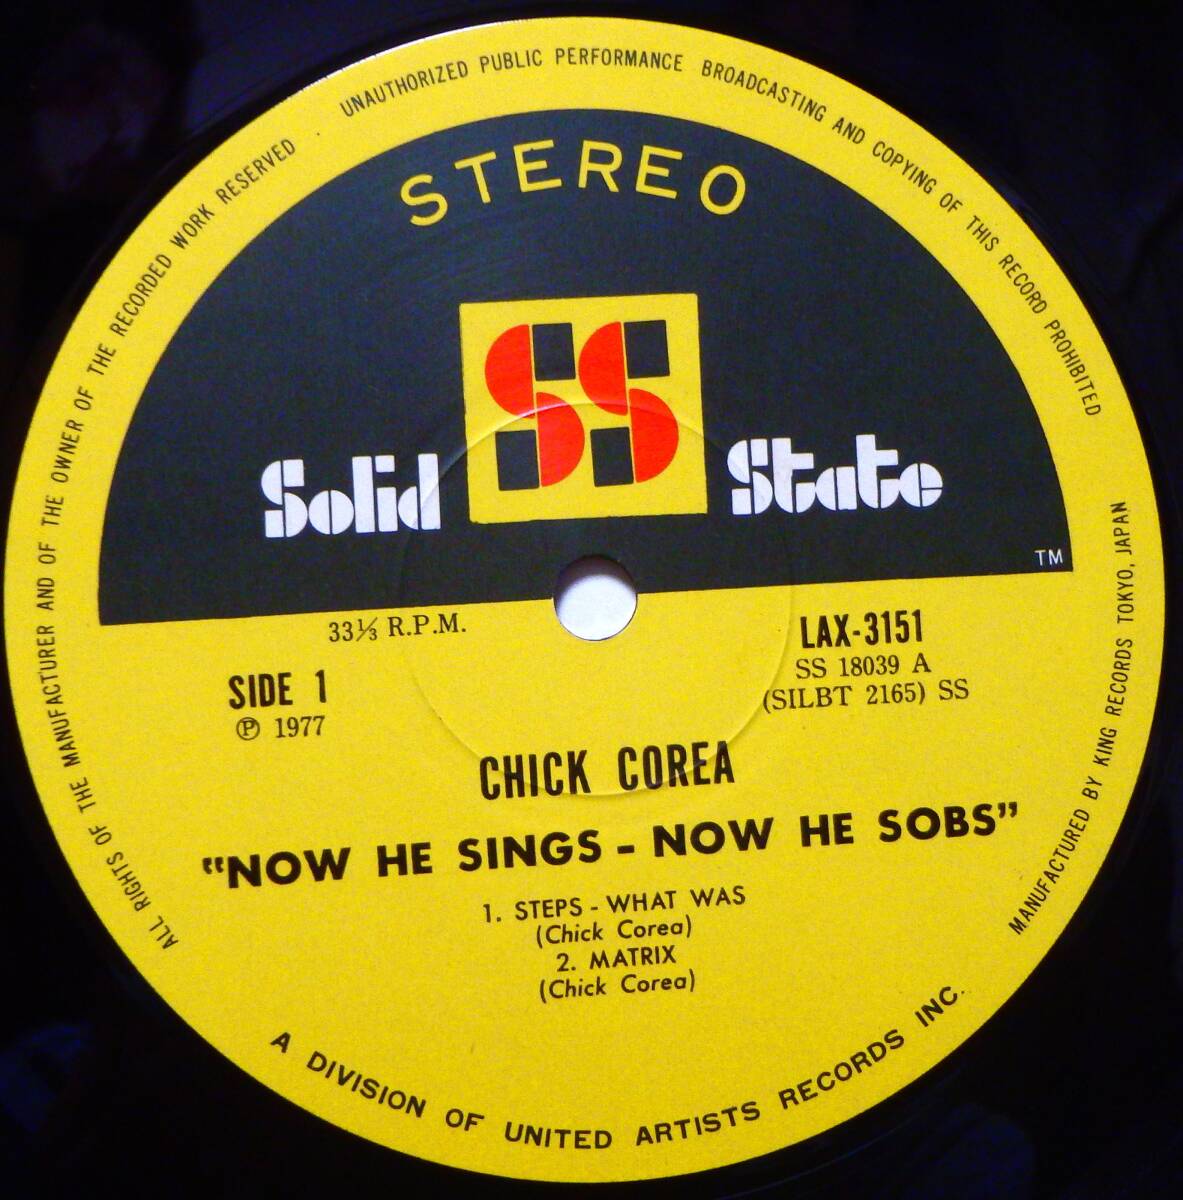 ALL RIGHTS OF THE MANUFACTURER AND OF THE OWNER OF THE RECORDED WORK RESERVED . UNAUTHORIZED PUBLIC PERFORMANCE BROADCASTING AND COPYING OF THIS RECORD PROHIBITED
STEREO
SS
Solid State
TM
33⅓ R.P.M.
LAX-3151
SS 18039 A
(SILBT 2165) SS
SIDE 1
Ⓟ 1977
CHICK COREA
"NOW HE SINGS - NOW HE SOBS"
1. STEPS - WHAT WAS
(Chick Corea)
2. MATRIX
(Chick Corea)
A DIVISION OF UNITED ARTISTS RECORDS INC.
MANUFACTURED BY KING RECORDS TOKYO, JAPAN